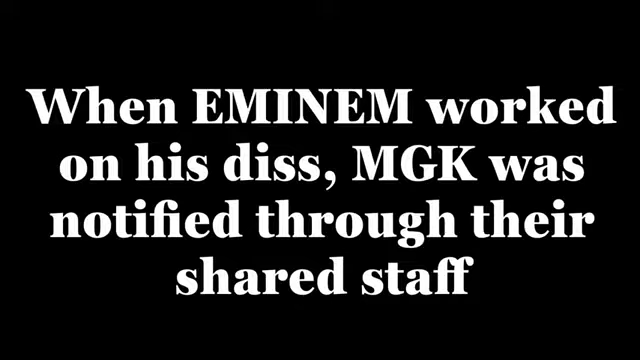 When EMINEM worked
on his diss, MGK was
notified through their
shared staff